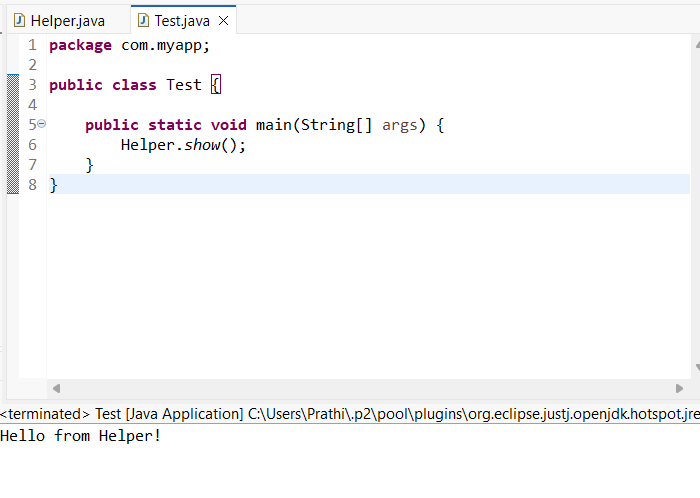 Helper.java Test.java
1 package com.myapp;
2
3 public class Test {
4
5 public static void main(String[] args) {
6 Helper.show();
7 }
8 }
<terminated> Test [Java Application] C:\Users\Prathi\.p2\pool\plugins\org.eclipse.justj.openjdk.hotspot.jre
Hello from Helper!